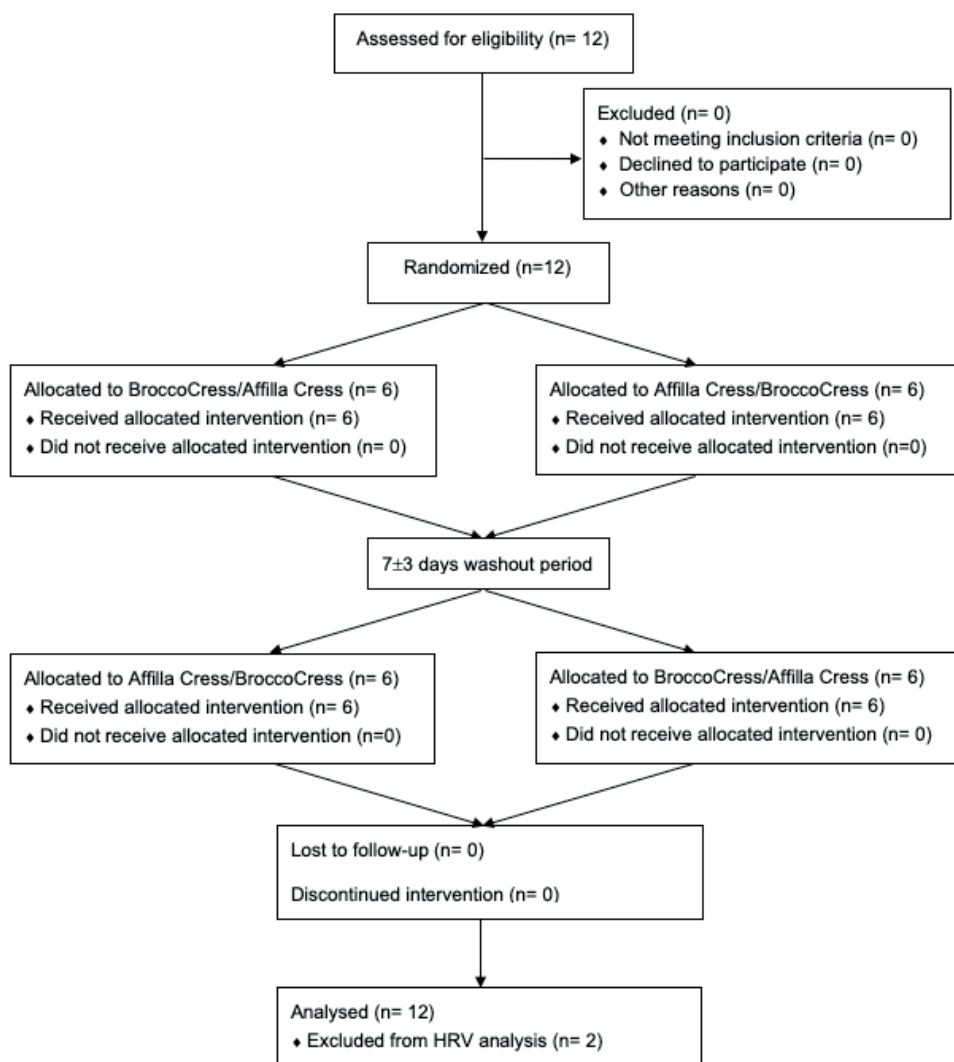 Assessed for eligibility (n= 12)
Excluded (n= 0)
♦ Not meeting inclusion criteria (n= 0)
♦ Declined to participate (n= 0)
♦ Other reasons (n= 0)
Randomized (n=12)
Allocated to BroccoCress/Affilla Cress (n= 6)
♦ Received allocated intervention (n= 6)
♦ Did not receive allocated intervention (n= 0)
Allocated to Affilla Cress/BroccoCress (n= 6)
♦ Received allocated intervention (n= 6)
♦ Did not receive allocated intervention (n=0)
7±3 days washout period
Allocated to Affilla Cress/BroccoCress (n= 6)
♦ Received allocated intervention (n= 6)
♦ Did not receive allocated intervention (n=0)
Allocated to BroccoCress/Affilla Cress (n= 6)
♦ Received allocated intervention (n= 6)
♦ Did not receive allocated intervention (n= 0)
Lost to follow-up (n= 0)
Discontinued intervention (n= 0)
Analysed (n= 12)
♦ Excluded from HRV analysis (n= 2)